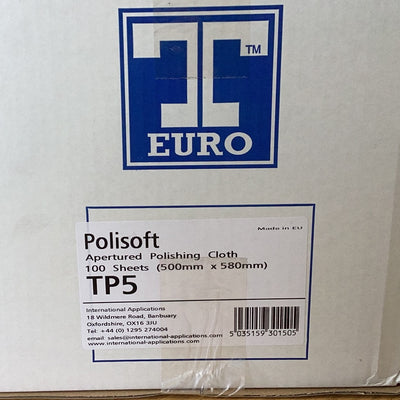 TM
EURO
Made in EU
Polisoft
Apertured Polishing Cloth
100 Sheets (500mm x 580mm)
TP5
International Applications
18 Wildmere Road, Banbuary
Oxfordshire, OX16 3JU
Tel: +44 (0) 1295 274004
email: sales@international-applications.com
www.international-applications.com
5 035159 301505